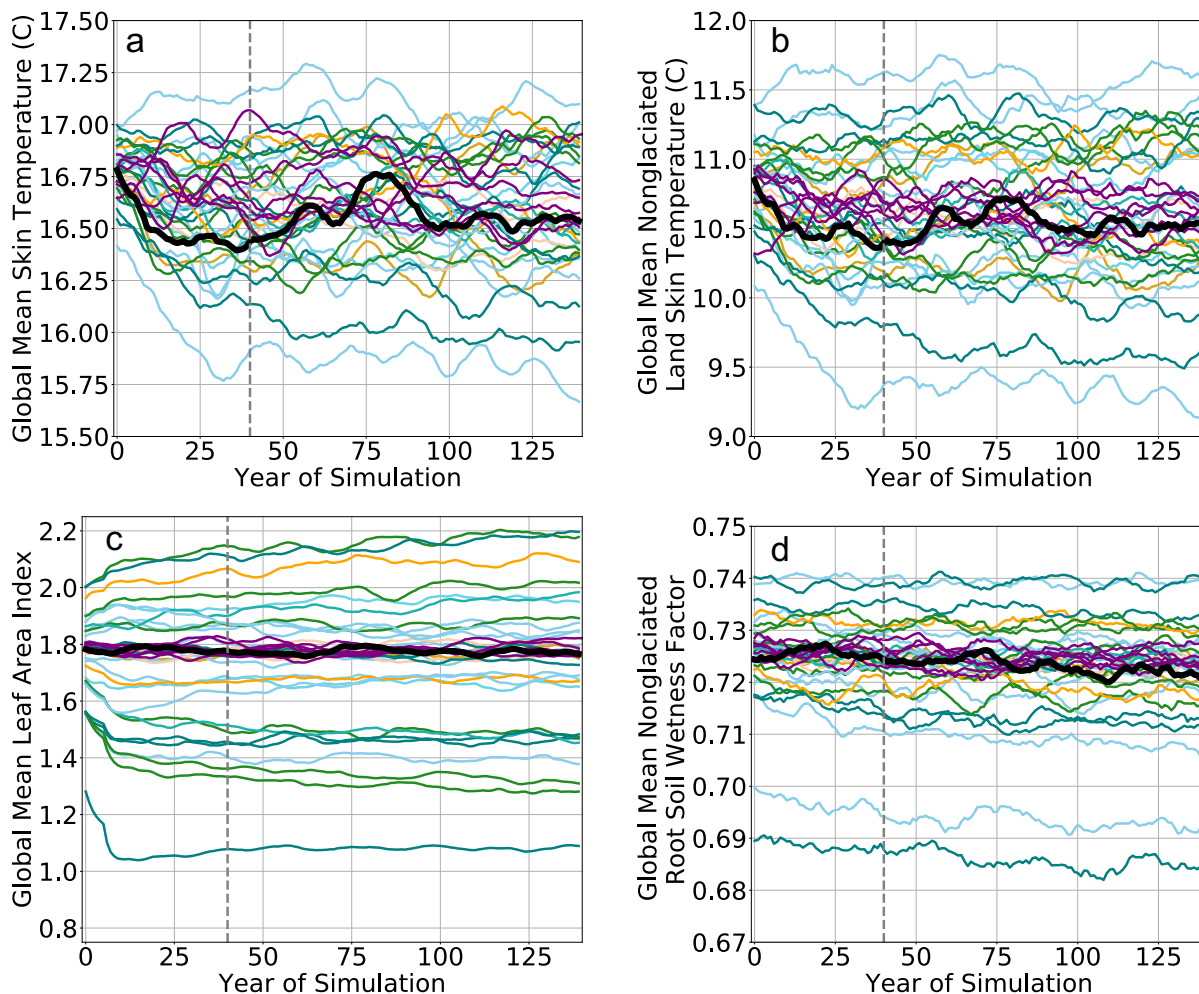 a
17.50
17.25
17.00
16.75
16.50
16.25
16.00
15.75
15.50
Global Mean Skin Temperature (C)
0 25 50 75 100 125
Year of Simulation
b
12.0
11.5
11.0
10.5
10.0
9.5
9.0
Global Mean Nonglaciated
Land Skin Temperature (C)
0 25 50 75 100 125
Year of Simulation
c
2.2
2.0
1.8
1.6
1.4
1.2
1.0
0.8
Global Mean Leaf Area Index
0 25 50 75 100 125
Year of Simulation
d
0.75
0.74
0.73
0.72
0.71
0.70
0.69
0.68
0.67
Global Mean Nonglaciated
Root Soil Wetness Factor
0 25 50 75 100 125
Year of Simulation